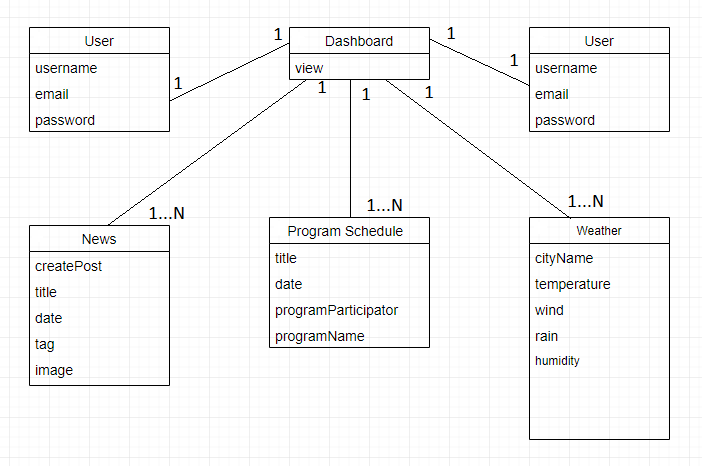 User
username
email
password
1
1
Dashboard
view
1
1
User
username
email
password
1
1
1
1...N
1...N
1...N
News
createPost
title
date
tag
image
Program Schedule
title
date
programParticipator
programName
Weather
cityName
temperature
wind
rain
humidity